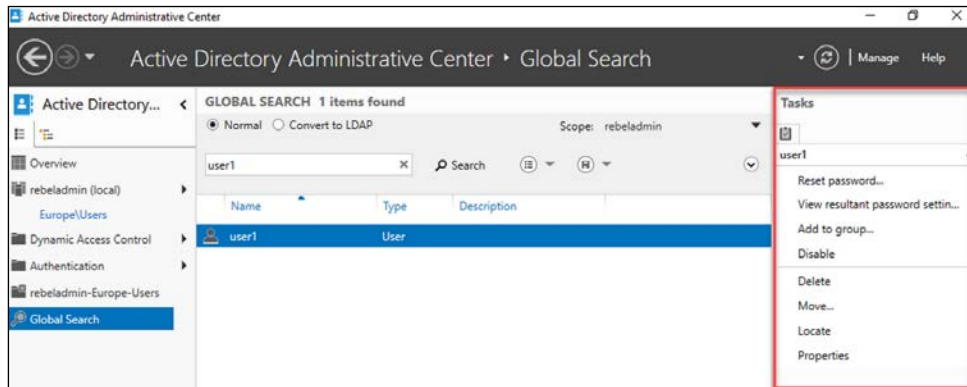 Active Directory Administrative Center
Active Directory Administrative Center • Global Search
Manage Help
Active Directory...
Overview
rebeladmin (local)
Europe\Users
Dynamic Access Control
Authentication
rebeladmin-Europe-Users
Global Search
GLOBAL SEARCH 1 items found
Normal Convert to LDAP Scope: rebeladmin
user1 Search
Name Type Description
user1 User
Tasks
user1
Reset password...
View resultant password settin...
Add to group...
Disable
Delete
Move...
Locate
Properties